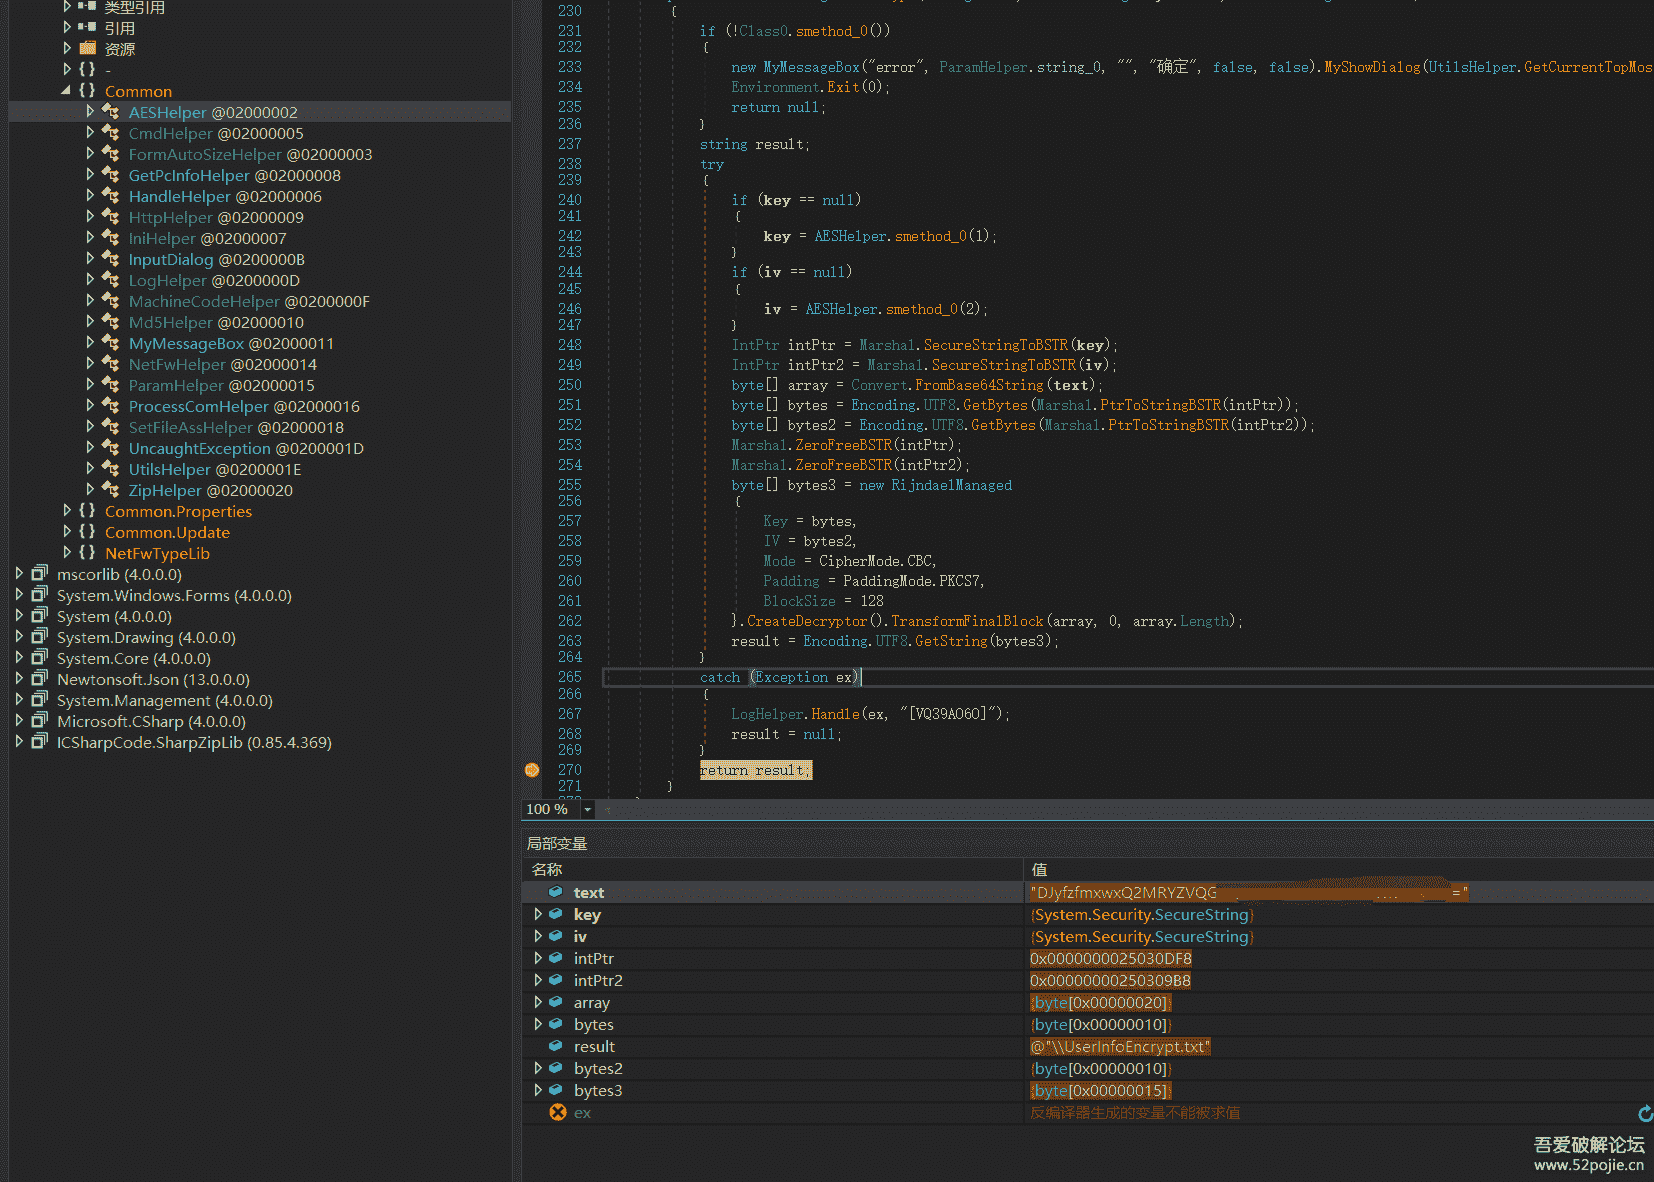 类型引用
引用
资源
{ } -
{ } Common
AESHelper @02000002
CmdHelper @02000005
FormAutoSizeHelper @02000003
GetPcInfoHelper @02000008
HandleHelper @02000006
HttpHelper @02000009
IniHelper @02000007
InputDialog @0200000B
LogHelper @0200000D
MachineCodeHelper @0200000F
Md5Helper @02000010
MyMessageBox @02000011
NetFwHelper @02000014
ParamHelper @02000015
ProcessComHelper @02000016
SetFileAssHelper @02000018
UncaughtException @0200001D
UtilsHelper @0200001E
ZipHelper @02000020
{ } Common.Properties
{ } Common.Update
{ } NetFwTypeLib
mscorlib (4.0.0.0)
System.Windows.Forms (4.0.0.0)
System (4.0.0.0)
System.Drawing (4.0.0.0)
System.Core (4.0.0.0)
Newtonsoft.Json (13.0.0.0)
System.Management (4.0.0.0)
Microsoft.CSharp (4.0.0.0)
ICSharpCode.SharpZipLib (0.85.4.369)
230 {
231 if (!Class0.smethod_0())
232 {
233 new MyMessageBox("error", ParamHelper.string_0, "", "确定", false, false).MyShowDialog(UtilsHelper.GetCurrentTopMos
234 Environment.Exit(0);
235 return null;
236 }
237 string result;
238 try
239 {
240 if (key == null)
241 {
242 key = AESHelper.smethod_0(1);
243 }
244 if (iv == null)
245 {
246 iv = AESHelper.smethod_0(2);
247 }
248 IntPtr intPtr = Marshal.SecureStringToBSTR(key);
249 IntPtr intPtr2 = Marshal.SecureStringToBSTR(iv);
250 byte[] array = Convert.FromBase64String(text);
251 byte[] bytes = Encoding.UTF8.GetBytes(Marshal.PtrToStringBSTR(intPtr));
252 byte[] bytes2 = Encoding.UTF8.GetBytes(Marshal.PtrToStringBSTR(intPtr2));
253 Marshal.ZeroFreeBSTR(intPtr);
254 Marshal.ZeroFreeBSTR(intPtr2);
255 byte[] bytes3 = new RijndaelManaged
256 {
257 Key = bytes,
258 IV = bytes2,
259 Mode = CipherMode.CBC,
260 Padding = PaddingMode.PKCS7,
261 BlockSize = 128
262 }.CreateDecryptor().TransformFinalBlock(array, 0, array.Length);
263 result = Encoding.UTF8.GetString(bytes3);
264 }
265 catch (Exception ex)
266 {
267 LogHelper.Handle(ex, "[VQ39AO6O]");
268 result = null;
269 }
270 return result;
271 }
100 %
局部变量
名称 值
text "DJyfzfmxwxQ2MRYZVQG ="
key {System.Security.SecureString}
iv {System.Security.SecureString}
intPtr 0x0000000025030DF8
intPtr2 0x00000000250309B8
array {byte[0x00000020]}
bytes {byte[0x00000010]}
result @"\\UserInfoEncrypt.txt"
bytes2 {byte[0x00000010]}
bytes3 {byte[0x00000015]}
ex 反编译器生成的变量不能被求值
吾爱破解论坛
www.52pojie.cn